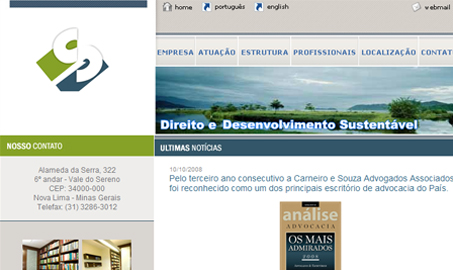 home
português
english
webmail
EMPRESA
ATUAÇÃO
ESTRUTURA
PROFISSIONAIS
LOCALIZAÇÃO
CONTAT
Direito e Desenvolvimento Sustentável
NOSSO CONTATO
Alameda da Serra, 322
6º andar - Vale do Sereno
CEP: 34000-000
Nova Lima - Minas Gerais
Telefax: (31) 3286-3012
ULTIMAS NOTÍCIAS
10/10/2008
Pelo terceiro ano consecutivo a Carneiro e Souza Advogados Associados
foi reconhecido como um dos principais escritório de advocacia do País.
análise
ADVOCACIA
OS MAIS
ADMIRADOS